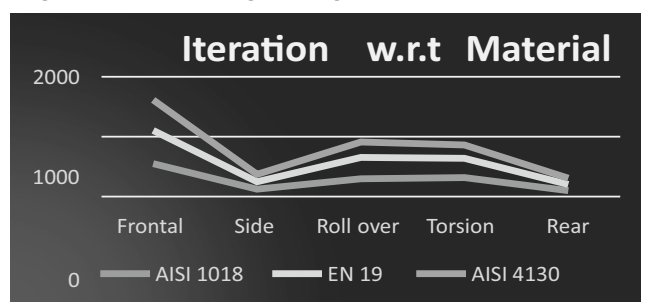 Iteration w.r.t Material
2000
1000
0
Frontal Side Roll over Torsion Rear
AISI 1018 EN 19 AISI 4130